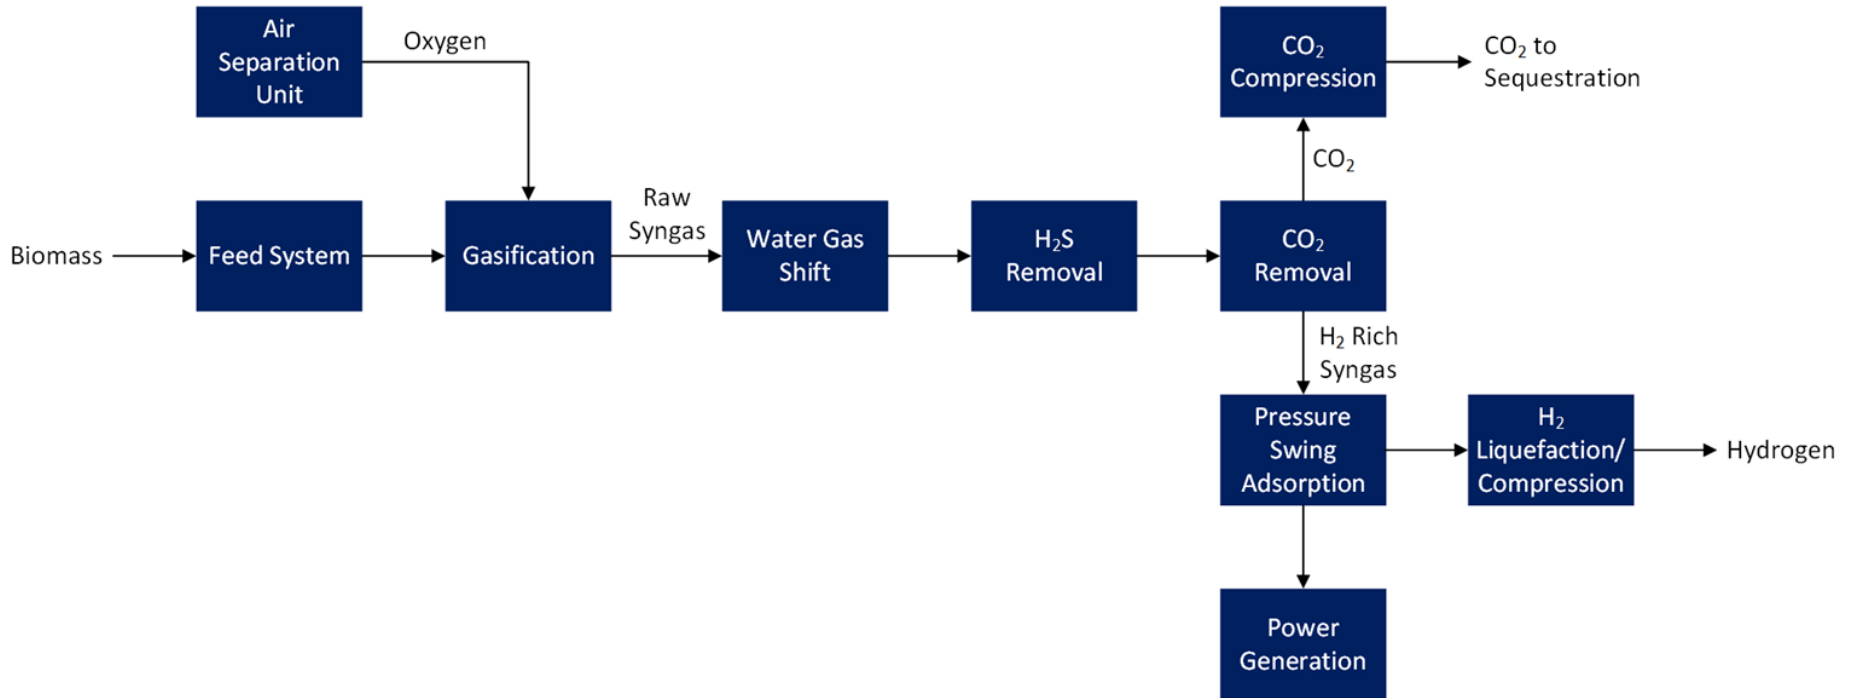 Air
Separation
Unit
Oxygen
CO₂
Compression
CO₂ to
Sequestration
CO₂
Biomass
Feed System
Gasification
Raw
Syngas
Water Gas
Shift
H₂S
Removal
CO₂
Removal
H₂ Rich
Syngas
Pressure
Swing
Adsorption
H₂
Liquefaction/
Compression
Hydrogen
Power
Generation